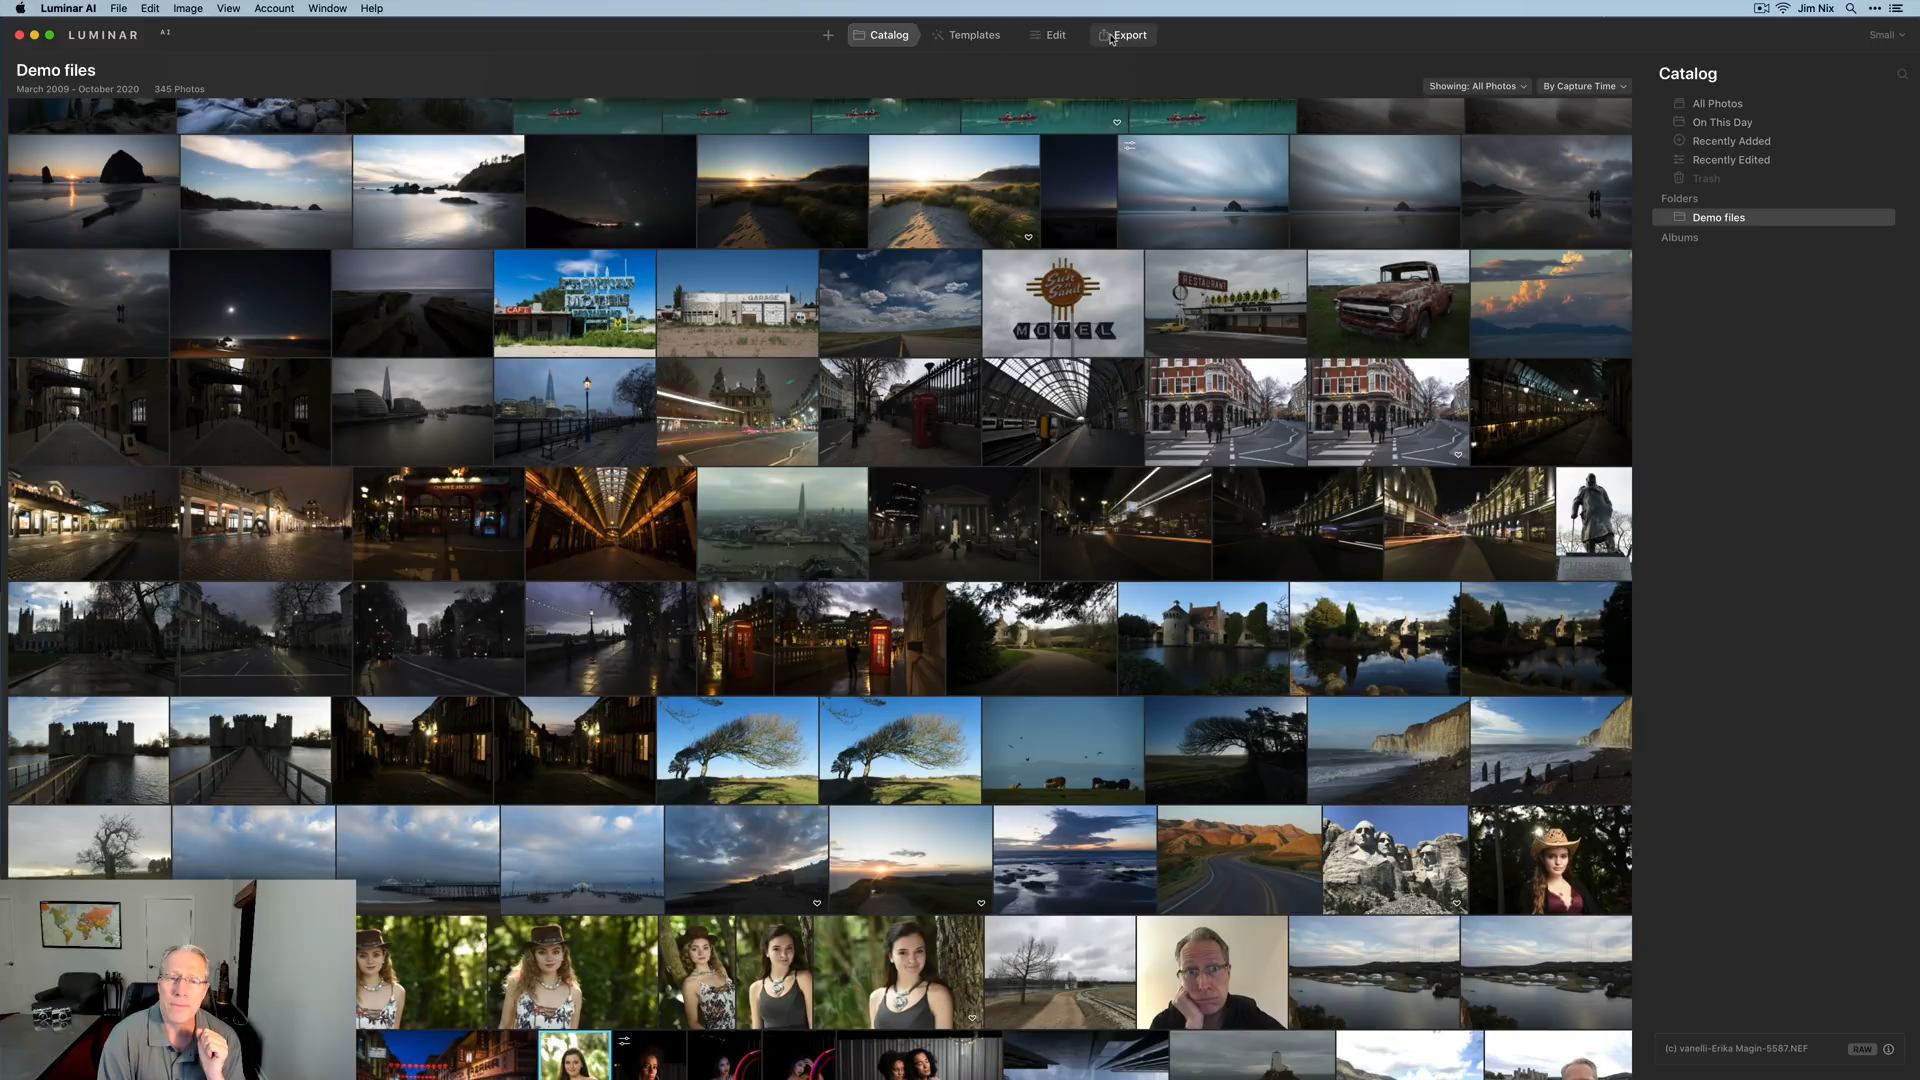 Luminar AI File Edit Image View Account Window Help Jim Nix
LUMINAR AI
Catalog Templates Edit Export Small
Demo files
March 2009 - October 2020 345 Photos
Showing: All Photos By Capture Time
Catalog
All Photos
On This Day
Recently Added
Recently Edited
Trash
Folders
Demo files
Albums
CAFE
GARAGE
Sun
Sand
MOTEL
RESTAURANT
(c) vanelli-Erika Magin-5587.NEF RAW